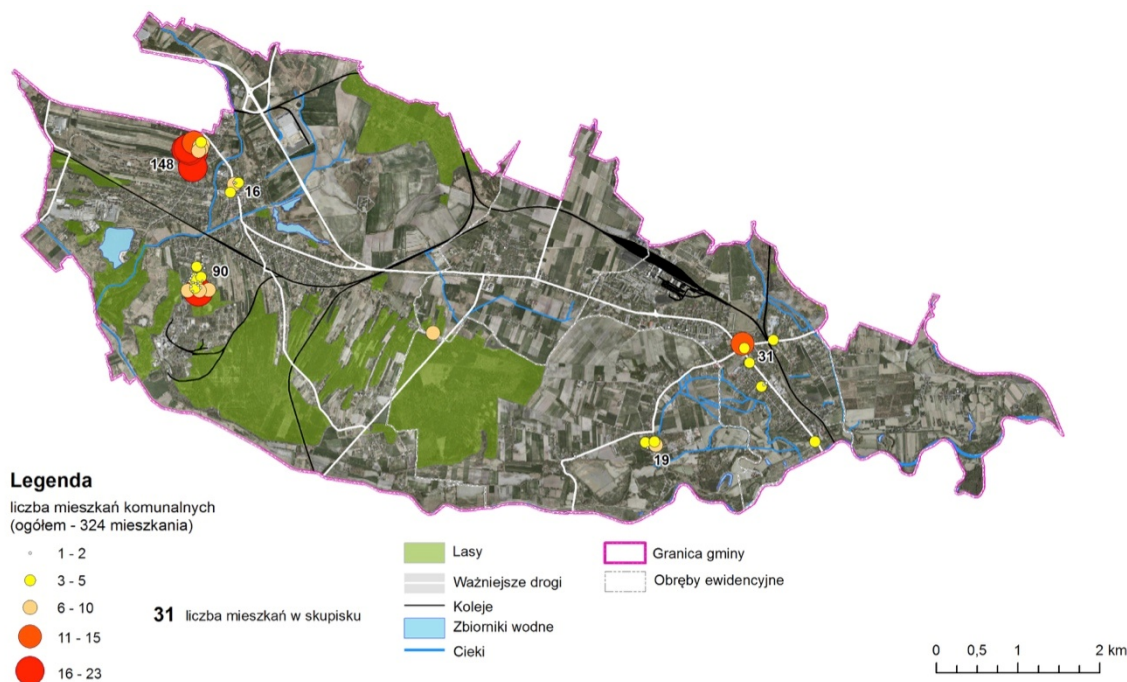 148
16
90
31
19
Legenda
liczba mieszkań komunalnych
(ogółem - 324 mieszkania)
1 - 2
3 - 5
6 - 10
11 - 15
16 - 23
31 liczba mieszkań w skupisku
Lasy
Ważniejsze drogi
Koleje
Zbiorniki wodne
Cieki
Granica gminy
Obręby ewidencyjne
0 0,5 1 2 km